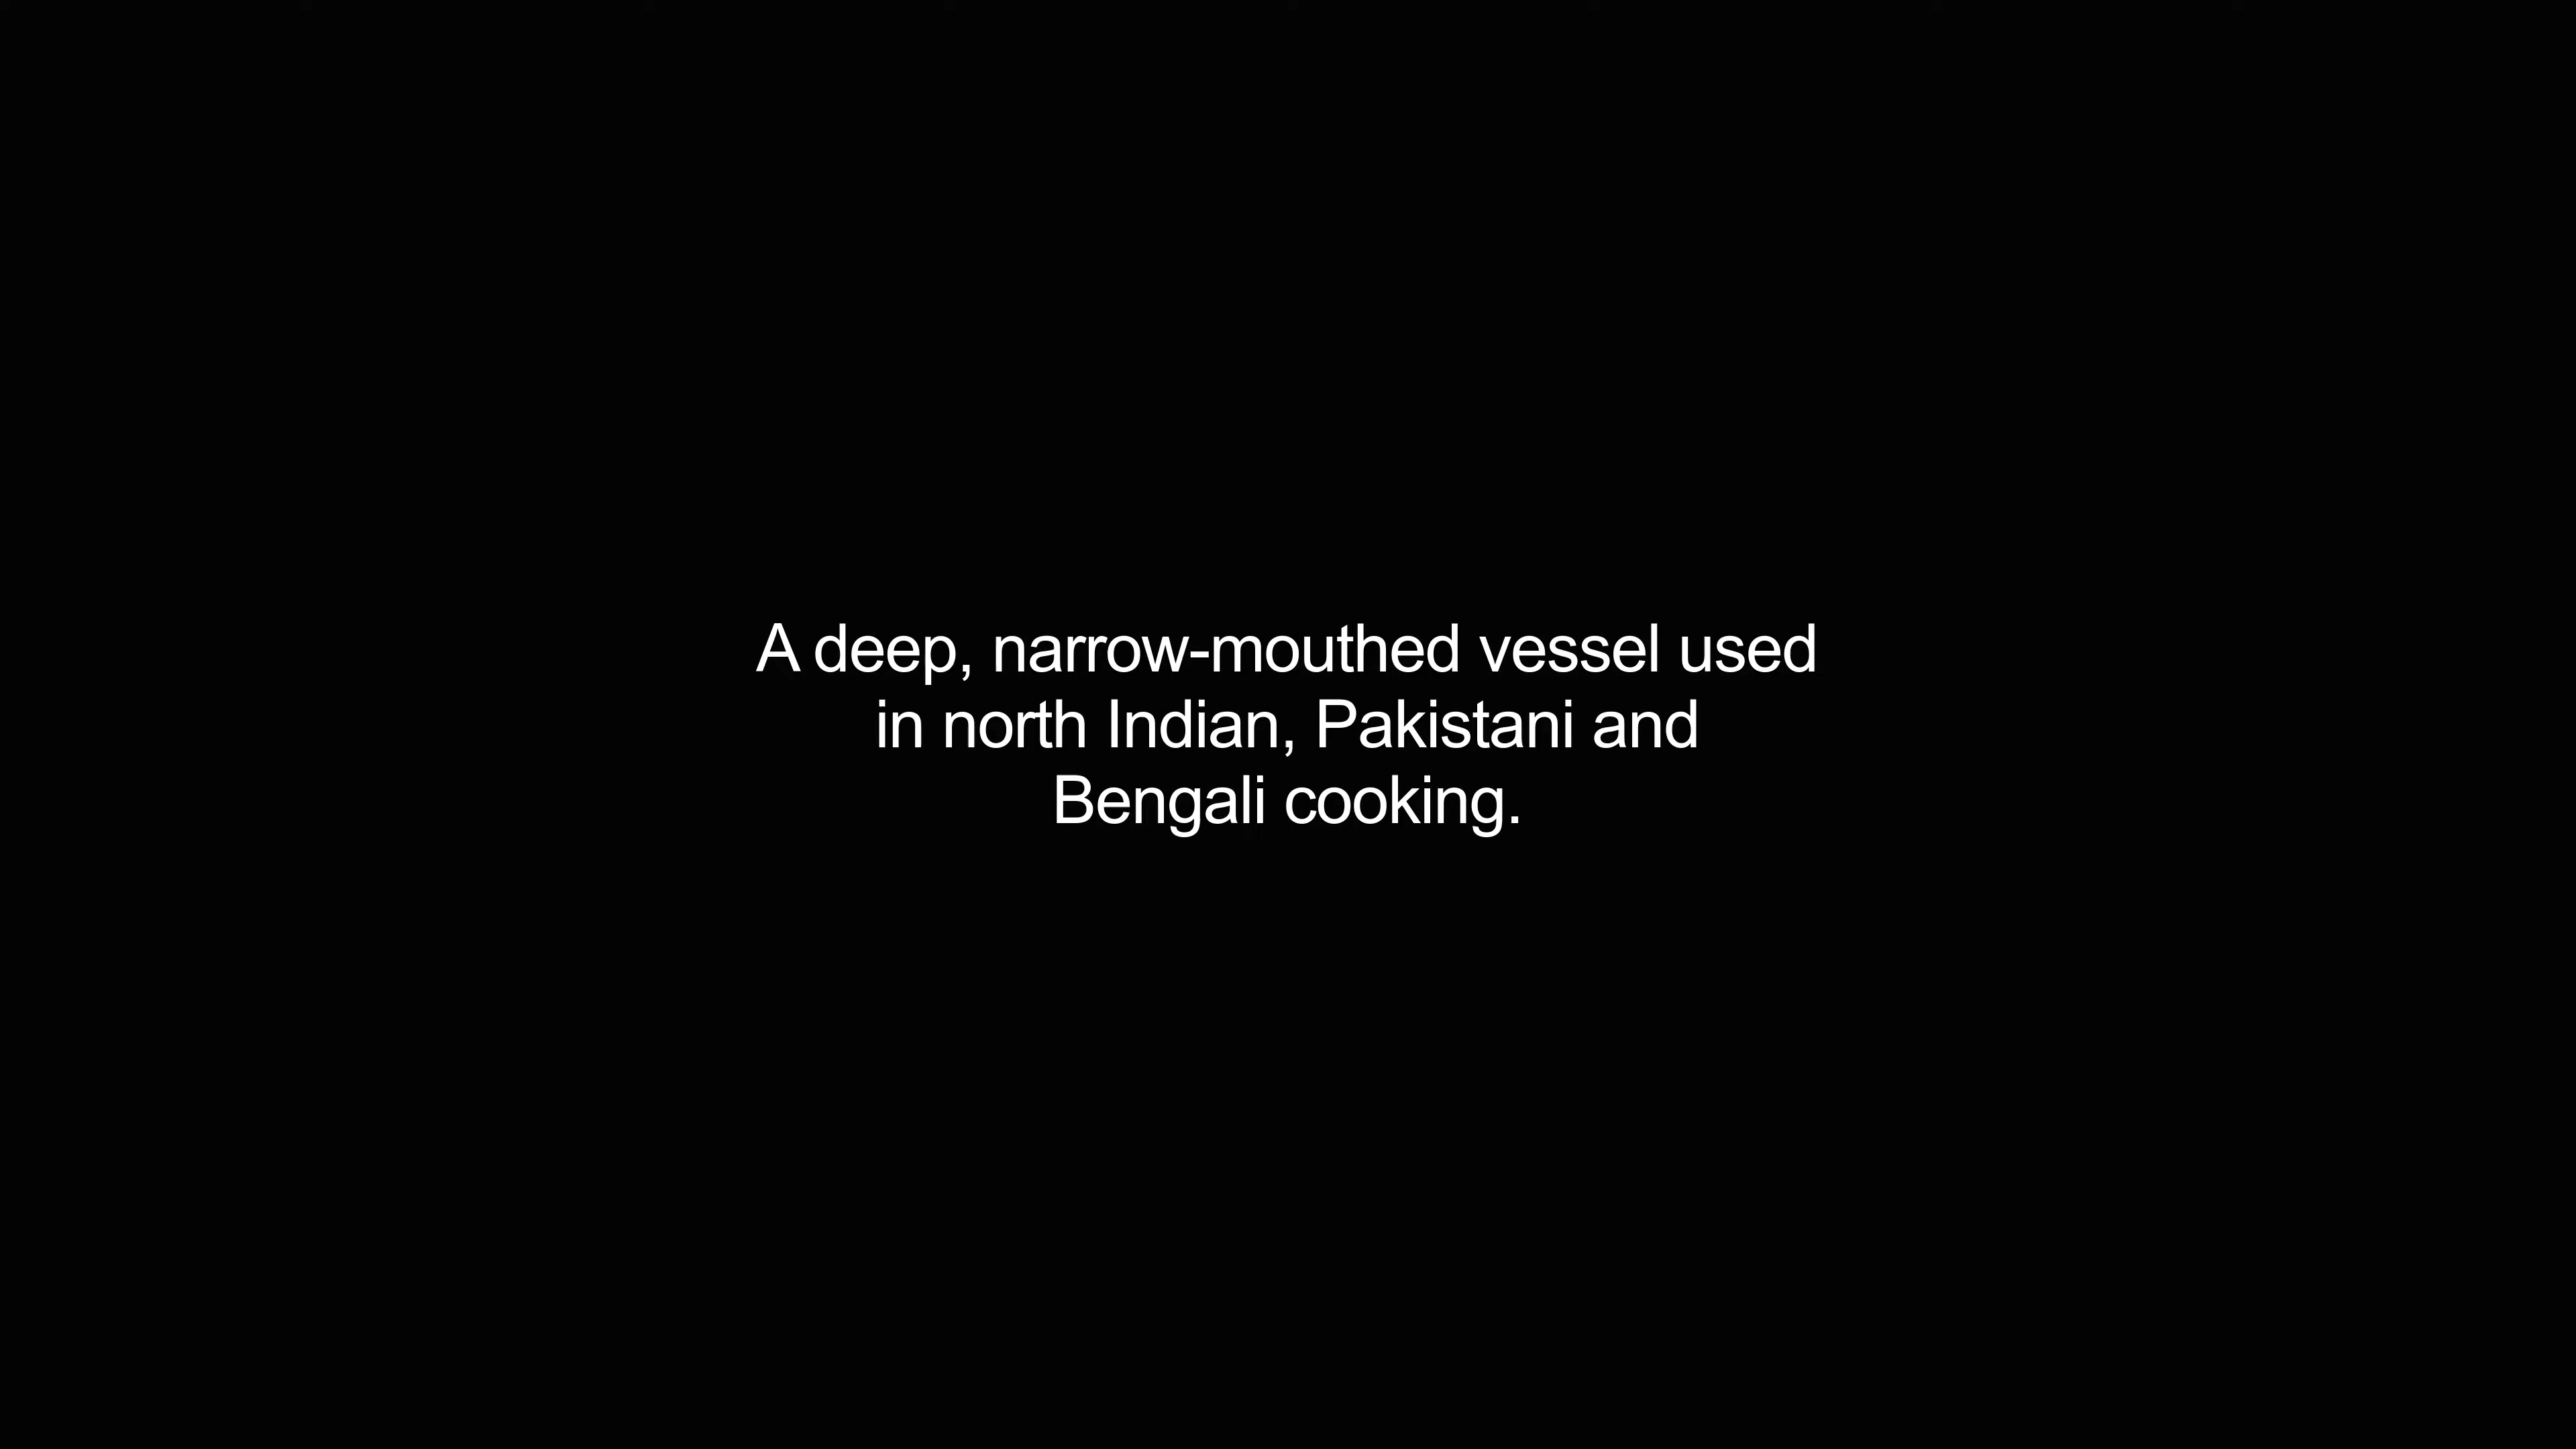 A deep, narrow-mouthed vessel used
in north Indian, Pakistani and
Bengali cooking.